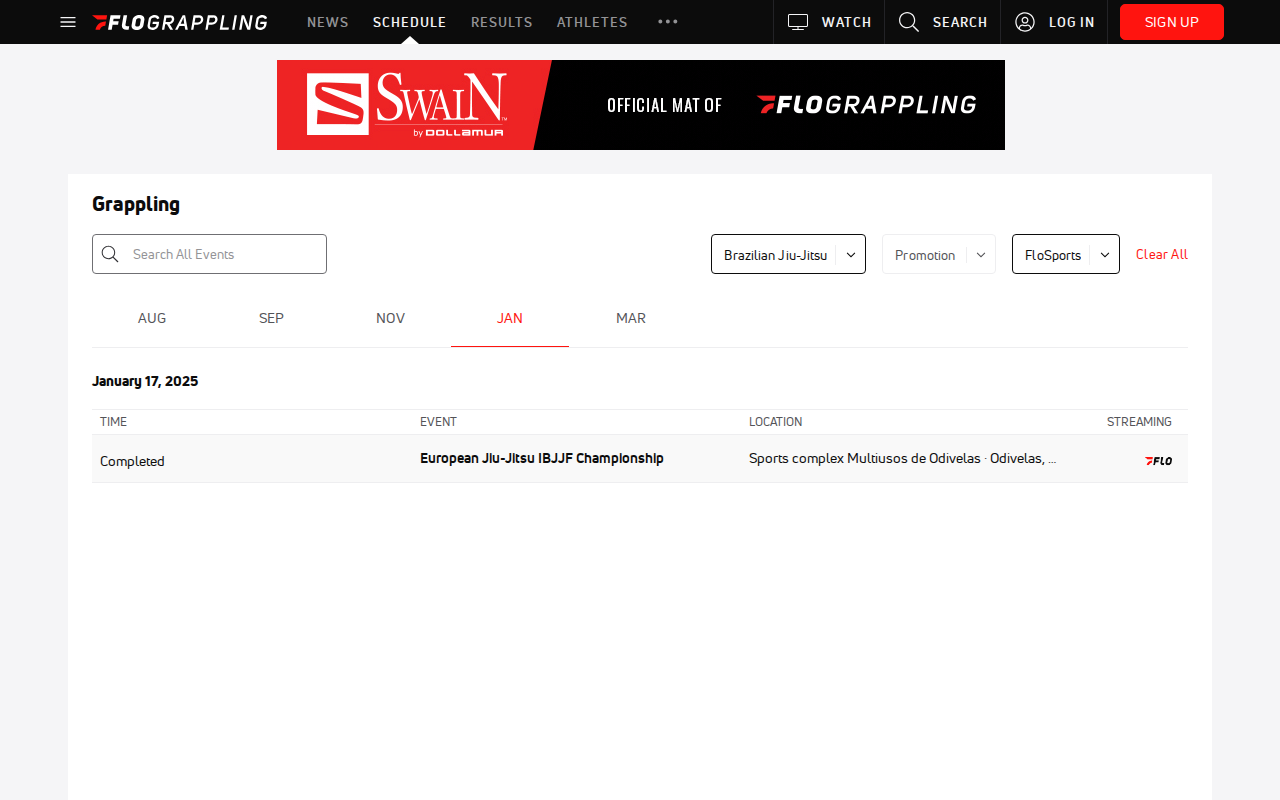 FLOGRAPPLING NEWS SCHEDULE RESULTS ATHLETES ••• WATCH SEARCH LOG IN SIGN UP
SWAIN™ by DOLLAMUR OFFICIAL MAT OF FLOGRAPPLING
Grappling
Search All Events Brazilian Jiu-Jitsu Promotion FloSports Clear All
AUG SEP NOV JAN MAR
January 17, 2025
TIME EVENT LOCATION STREAMING
Completed European Jiu-Jitsu IBJJF Championship Sports complex Multiusos de Odivelas · Odivelas, ... FLO